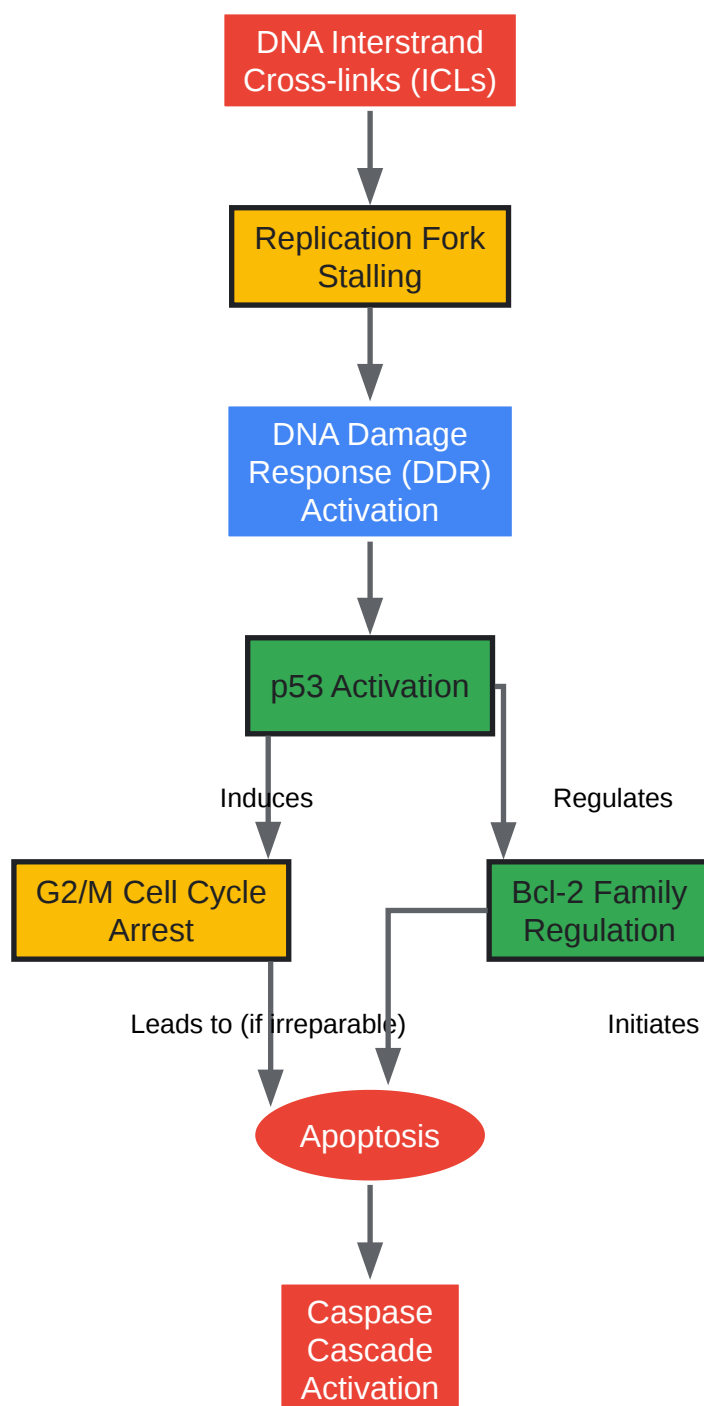 DNA Interstrand
Cross-links (ICLs)
Replication Fork
Stalling
DNA Damage
Response (DDR)
Activation
p53 Activation
Induces
Regulates
G2/M Cell Cycle
Arrest
Bcl-2 Family
Regulation
Leads to (if irreparable)
Initiates
Apoptosis
Caspase
Cascade
Activation